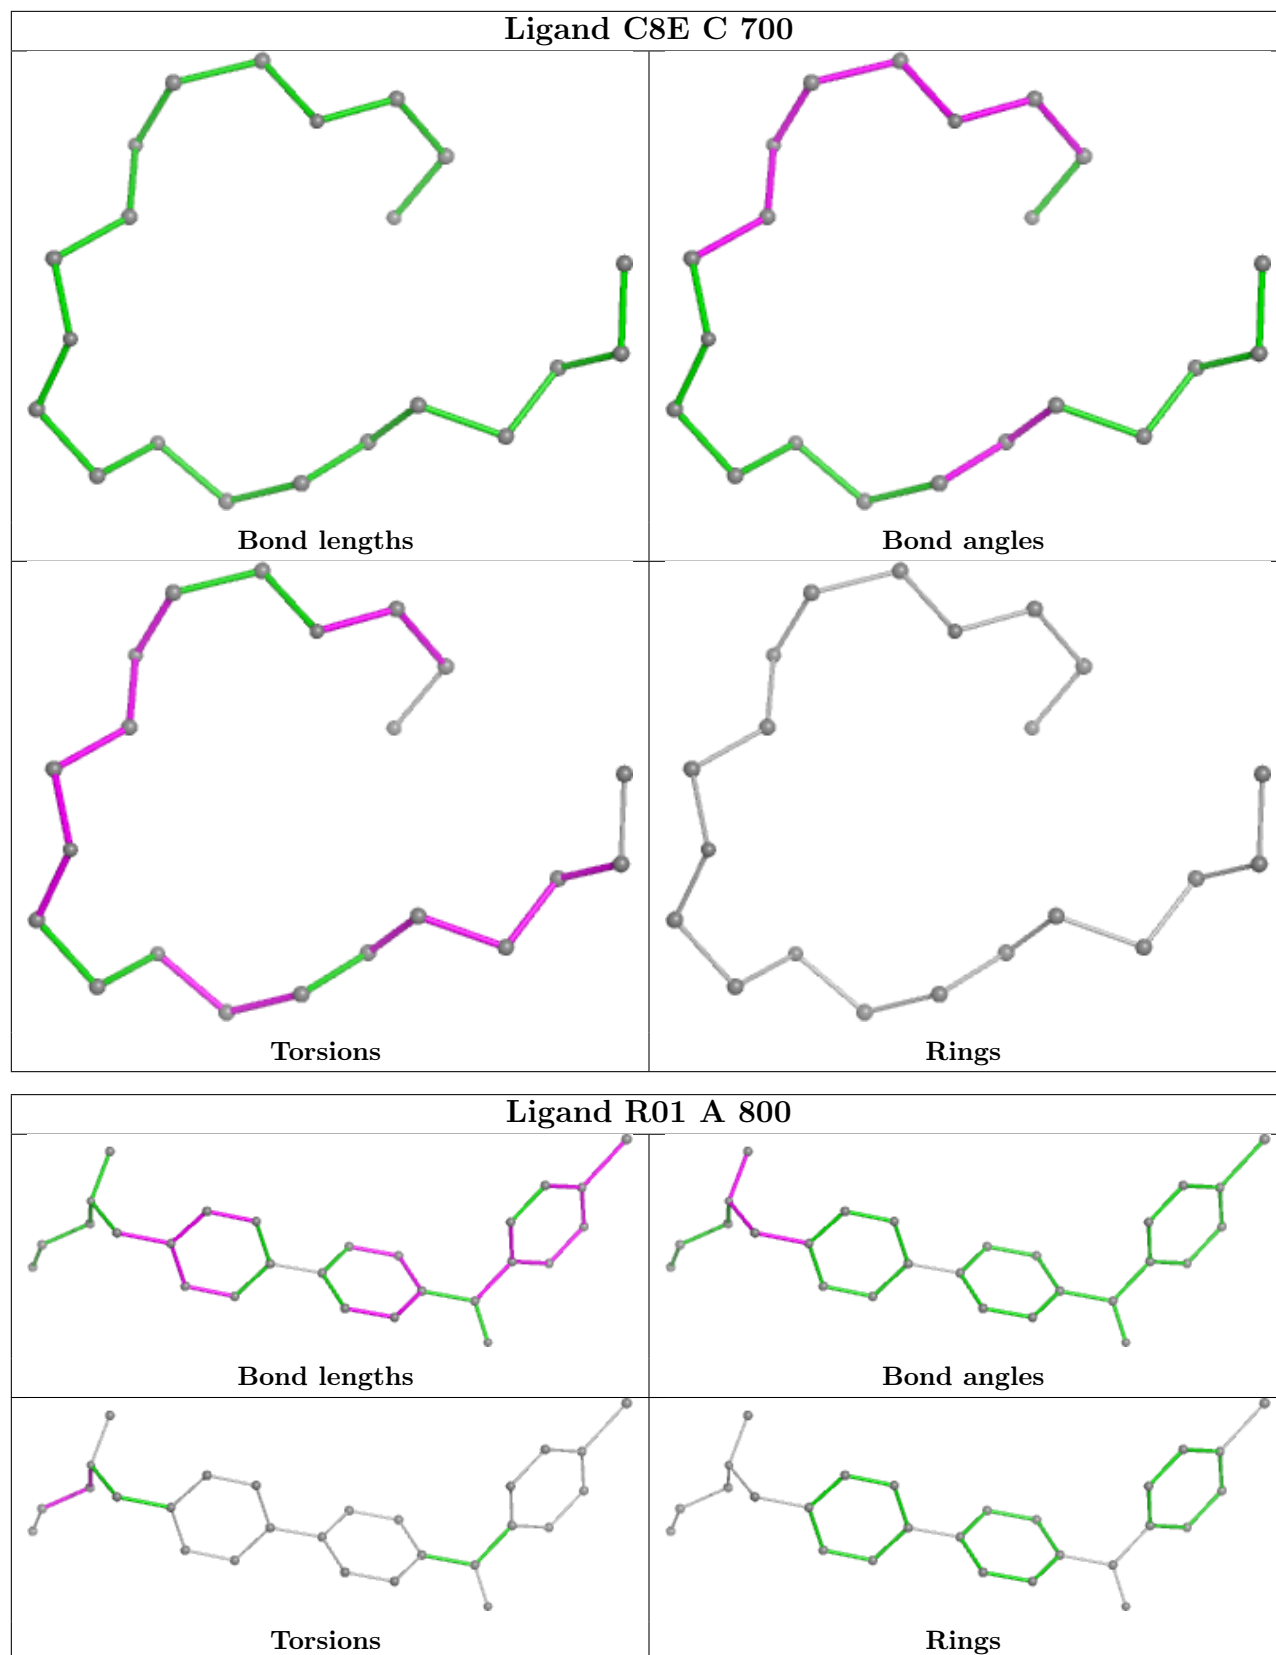 Ligand C8E C 700
Bond lengths
Bond angles
Torsions
Rings
Ligand R01 A 800
Bond lengths
Bond angles
Torsions
Rings